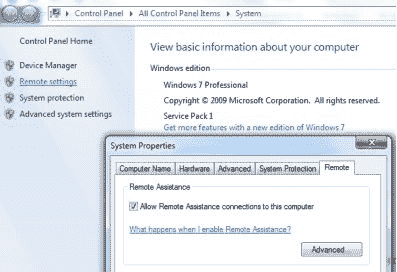 Control Panel ▸ All Control Panel Items ▸ System
Control Panel Home
Device Manager
Remote settings
System protection
Advanced system settings
View basic information about your computer
Windows edition
Windows 7 Professional
Copyright © 2009 Microsoft Corporation. All rights reserved.
Service Pack 1
Get more features with a new edition of Windows 7
System Properties
Computer Name Hardware Advanced System Protection Remote
Remote Assistance
Allow Remote Assistance connections to this computer
What happens when I enable Remote Assistance?
Advanced